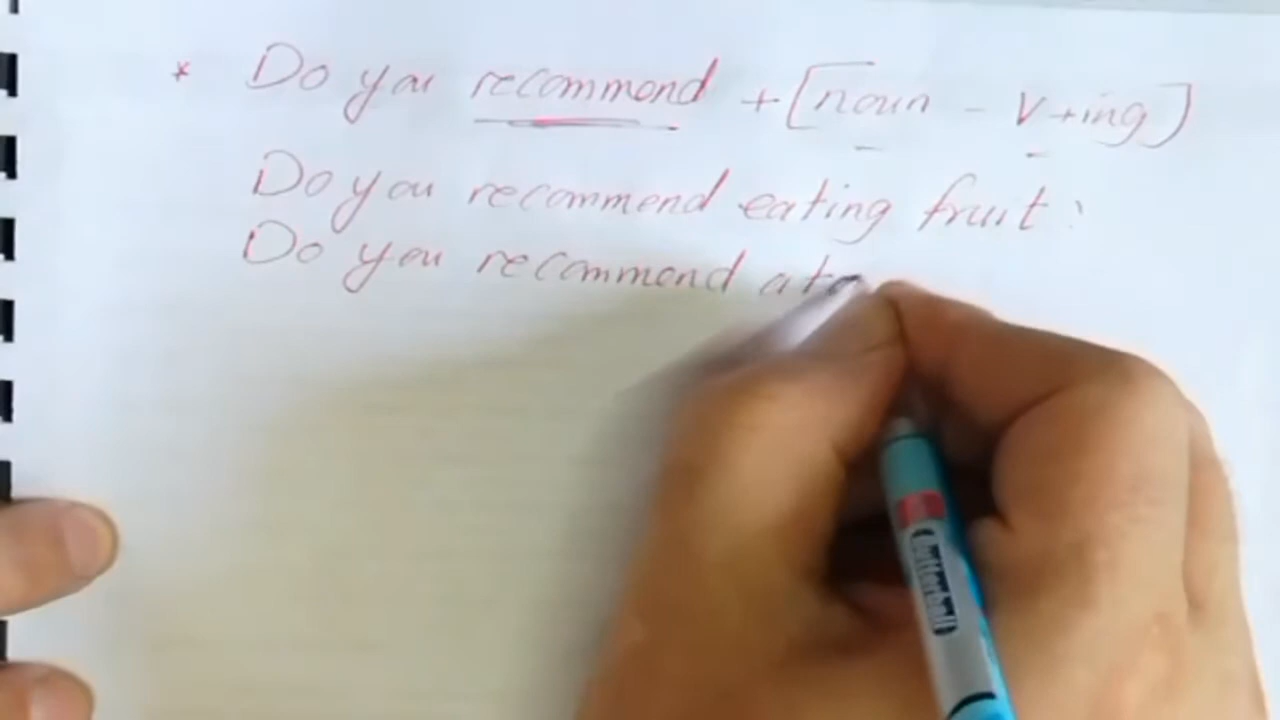 * Do you recommend + [noun - V+ing]
Do you recommend eating fruit?
Do you recommend a